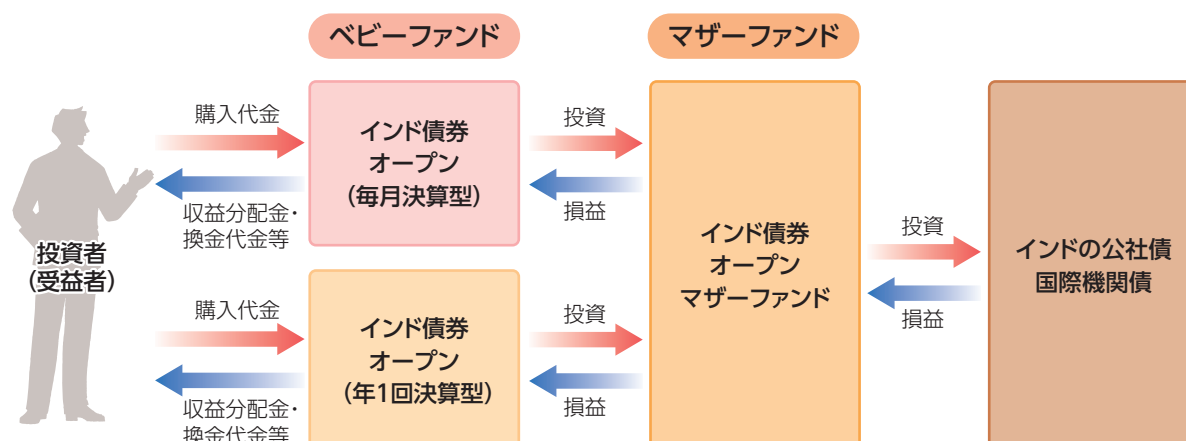 ベビーファンド
マザーファンド
購入代金
インド債券
オープン
(毎月決算型)
投資
収益分配金・
換金代金等
損益
投資者
(受益者)
インド債券
オープン
マザーファンド
投資
損益
インドの公社債
国際機関債
購入代金
インド債券
オープン
(年1回決算型)
投資
収益分配金・
換金代金等
損益